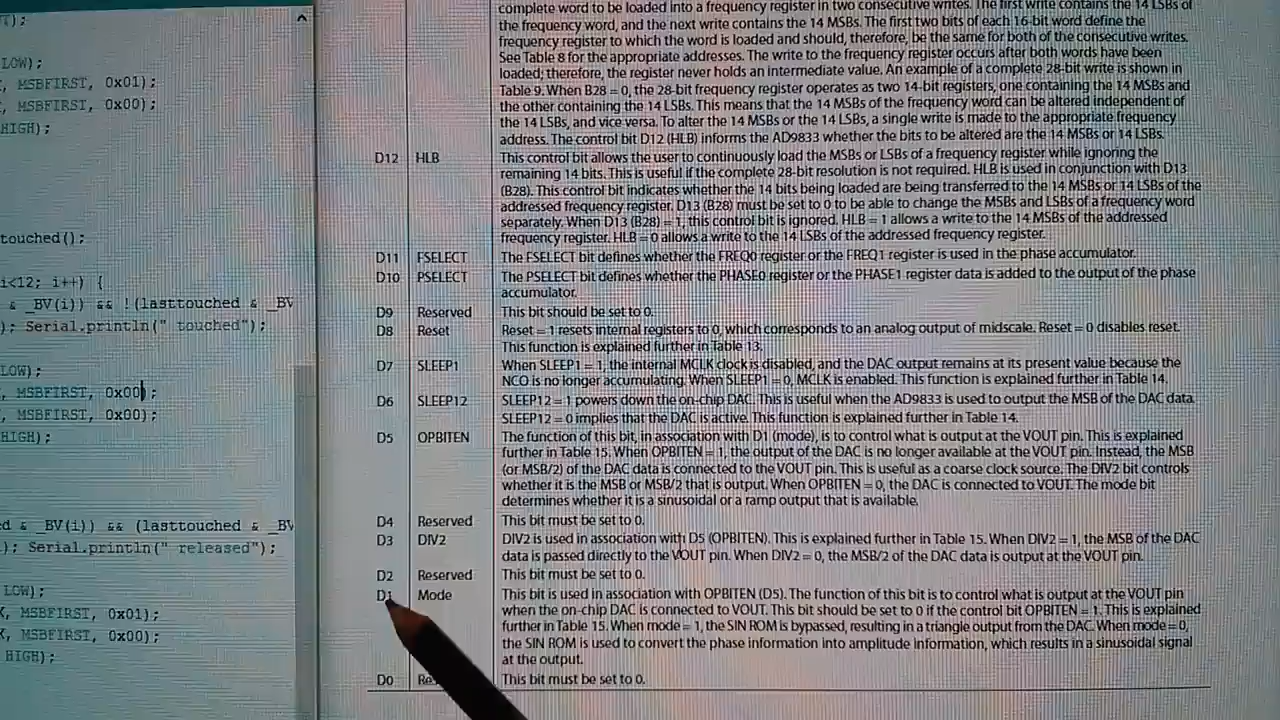 T);
LOW);
, MSBFIRST, 0x01);
, MSBFIRST, 0x00);
HIGH);
touched();
i<12; i++) {
& _BV(i)) && !(lasttouched & _BV
); Serial.println(" touched");
LOW);
, MSBFIRST, 0x00);
, MSBFIRST, 0x00);
HIGH);
ed & _BV(i)) && (lasttouched & _BV
); Serial.println(" released");
LOW);
K, MSBFIRST, 0x01);
K, MSBFIRST, 0x00);
HIGH);
complete word to be loaded into a frequency register in two consecutive writes. The first write contains the 14 LSBs of
the frequency word, and the next write contains the 14 MSBs. The first two bits of each 16-bit word define the
frequency register to which the word is loaded and should, therefore, be the same for both of the consecutive writes.
See Table 8 for the appropriate addresses. The write to the frequency register occurs after both words have been
loaded; therefore, the register never holds an intermediate value. An example of a complete 28-bit write is shown in
Table 9. When B28 = 0, the 28-bit frequency register operates as two 14-bit registers, one containing the 14 MSBs and
the other containing the 14 LSBs. This means that the 14 MSBs of the frequency word can be altered independent of
the 14 LSBs, and vice versa. To alter the 14 MSBs or the 14 LSBs, a single write is made to the appropriate frequency
address. The control bit D12 (HLB) informs the AD9833 whether the bits to be altered are the 14 MSBs or 14 LSBs.
D12 HLB This control bit allows the user to continuously load the MSBs or LSBs of a frequency register while ignoring the
remaining 14 bits. This is useful if the complete 28-bit resolution is not required. HLB is used in conjunction with D13
(B28). This control bit indicates whether the 14 bits being loaded are being transferred to the 14 MSBs or 14 LSBs of the
addressed frequency register. D13 (B28) must be set to 0 to be able to change the MSBs and LSBs of a frequency word
separately. When D13 (B28) = 1, this control bit is ignored. HLB = 1 allows a write to the 14 MSBs of the addressed
frequency register. HLB = 0 allows a write to the 14 LSBs of the addressed frequency register.
D11 FSELECT The FSELECT bit defines whether the FREQ0 register or the FREQ1 register is used in the phase accumulator.
D10 PSELECT The PSELECT bit defines whether the PHASE0 register or the PHASE1 register data is added to the output of the phase
accumulator.
D9 Reserved This bit should be set to 0.
D8 Reset Reset = 1 resets internal registers to 0, which corresponds to an analog output of midscale. Reset = 0 disables reset.
This function is explained further in Table 13.
D7 SLEEP1 When SLEEP1 = 1, the internal MCLK clock is disabled, and the DAC output remains at its present value because the
NCO is no longer accumulating. When SLEEP1 = 0, MCLK is enabled. This function is explained further in Table 14.
D6 SLEEP12 SLEEP12 = 1 powers down the on-chip DAC. This is useful when the AD9833 is used to output the MSB of the DAC data.
SLEEP12 = 0 implies that the DAC is active. This function is explained further in Table 14.
D5 OPBITEN The function of this bit, in association with D1 (mode), is to control what is output at the VOUT pin. This is explained
further in Table 15. When OPBITEN = 1, the output of the DAC is no longer available at the VOUT pin. Instead, the MSB
(or MSB/2) of the DAC data is connected to the VOUT pin. This is useful as a coarse clock source. The DIV2 bit controls
whether it is the MSB or MSB/2 that is output. When OPBITEN = 0, the DAC is connected to VOUT. The mode bit
determines whether it is a sinusoidal or a ramp output that is available.
D4 Reserved This bit must be set to 0.
D3 DIV2 DIV2 is used in association with D5 (OPBITEN). This is explained further in Table 15. When DIV2 = 1, the MSB of the DAC
data is passed directly to the VOUT pin. When DIV2 = 0, the MSB/2 of the DAC data is output at the VOUT pin.
D2 Reserved This bit must be set to 0.
D1 Mode This bit is used in association with OPBITEN (D5). The function of this bit is to control what is output at the VOUT pin
when the on-chip DAC is connected to VOUT. This bit should be set to 0 if the control bit OPBITEN = 1. This is explained
further in Table 15. When mode = 1, the SIN ROM is bypassed, resulting in a triangle output from the DAC. When mode = 0,
the SIN ROM is used to convert the phase information into amplitude information, which results in a sinusoidal signal
at the output.
D0 This bit must be set to 0.